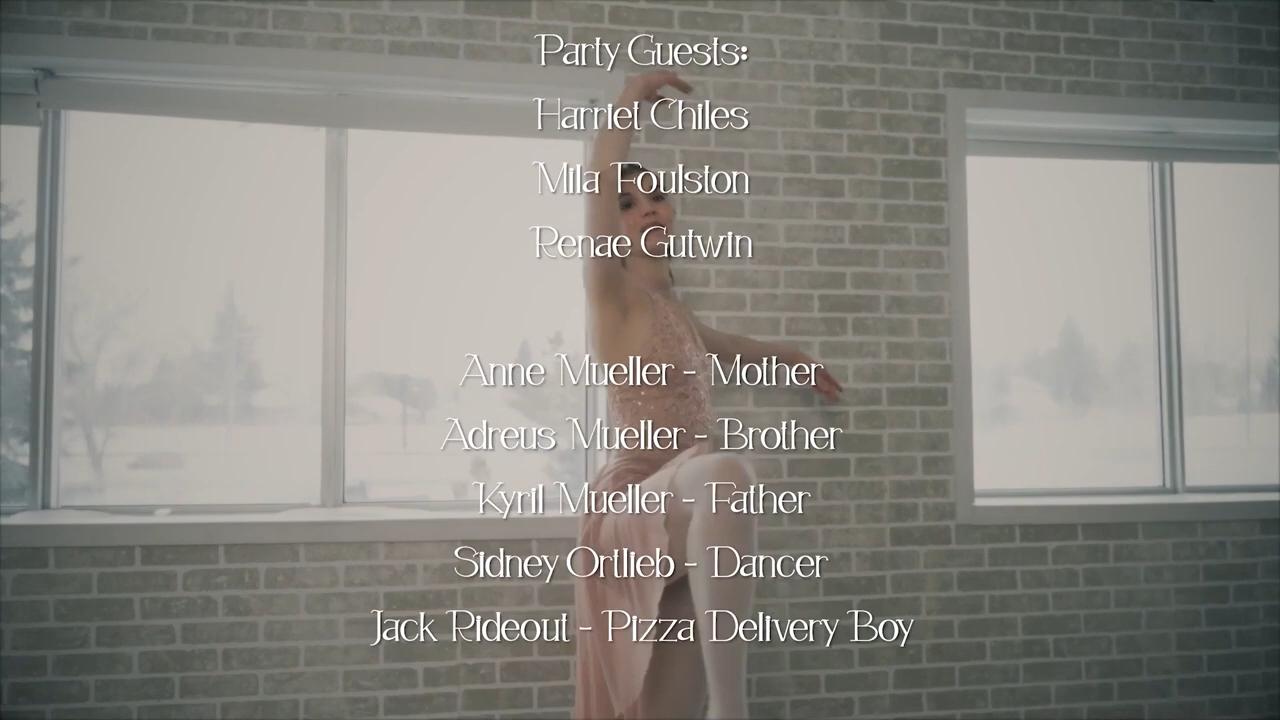 Party Guests:
Harriet Chiles
Mila Foulston
Renae Gutwin
Anne Mueller - Mother
Adreus Mueller - Brother
Kyril Mueller - Father
Sidney Ortlieb - Dancer
Jack Rideout - Pizza Delivery Boy